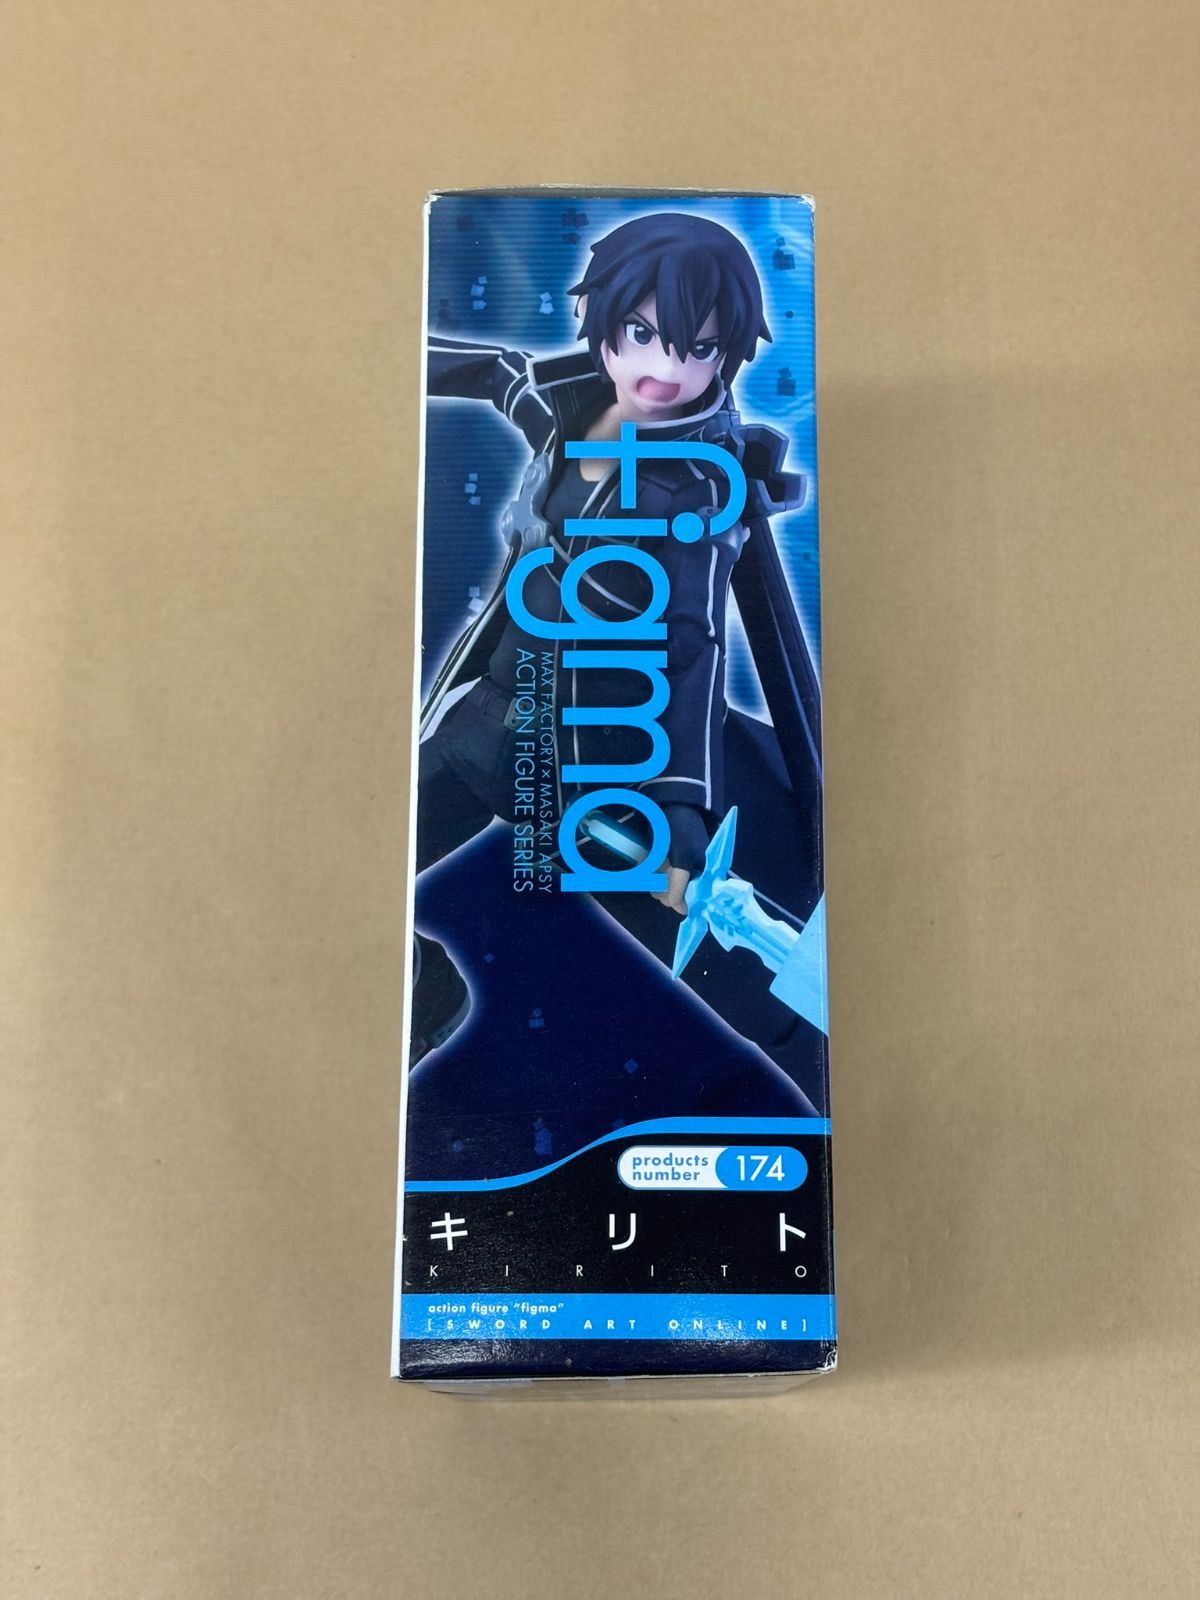 figma
MAX FACTORY × MASAKI APSY
ACTION FIGURE SERIES
products
number
174
キリト
KIRITO
action figure "figma"
[SWORD ART ONLINE]